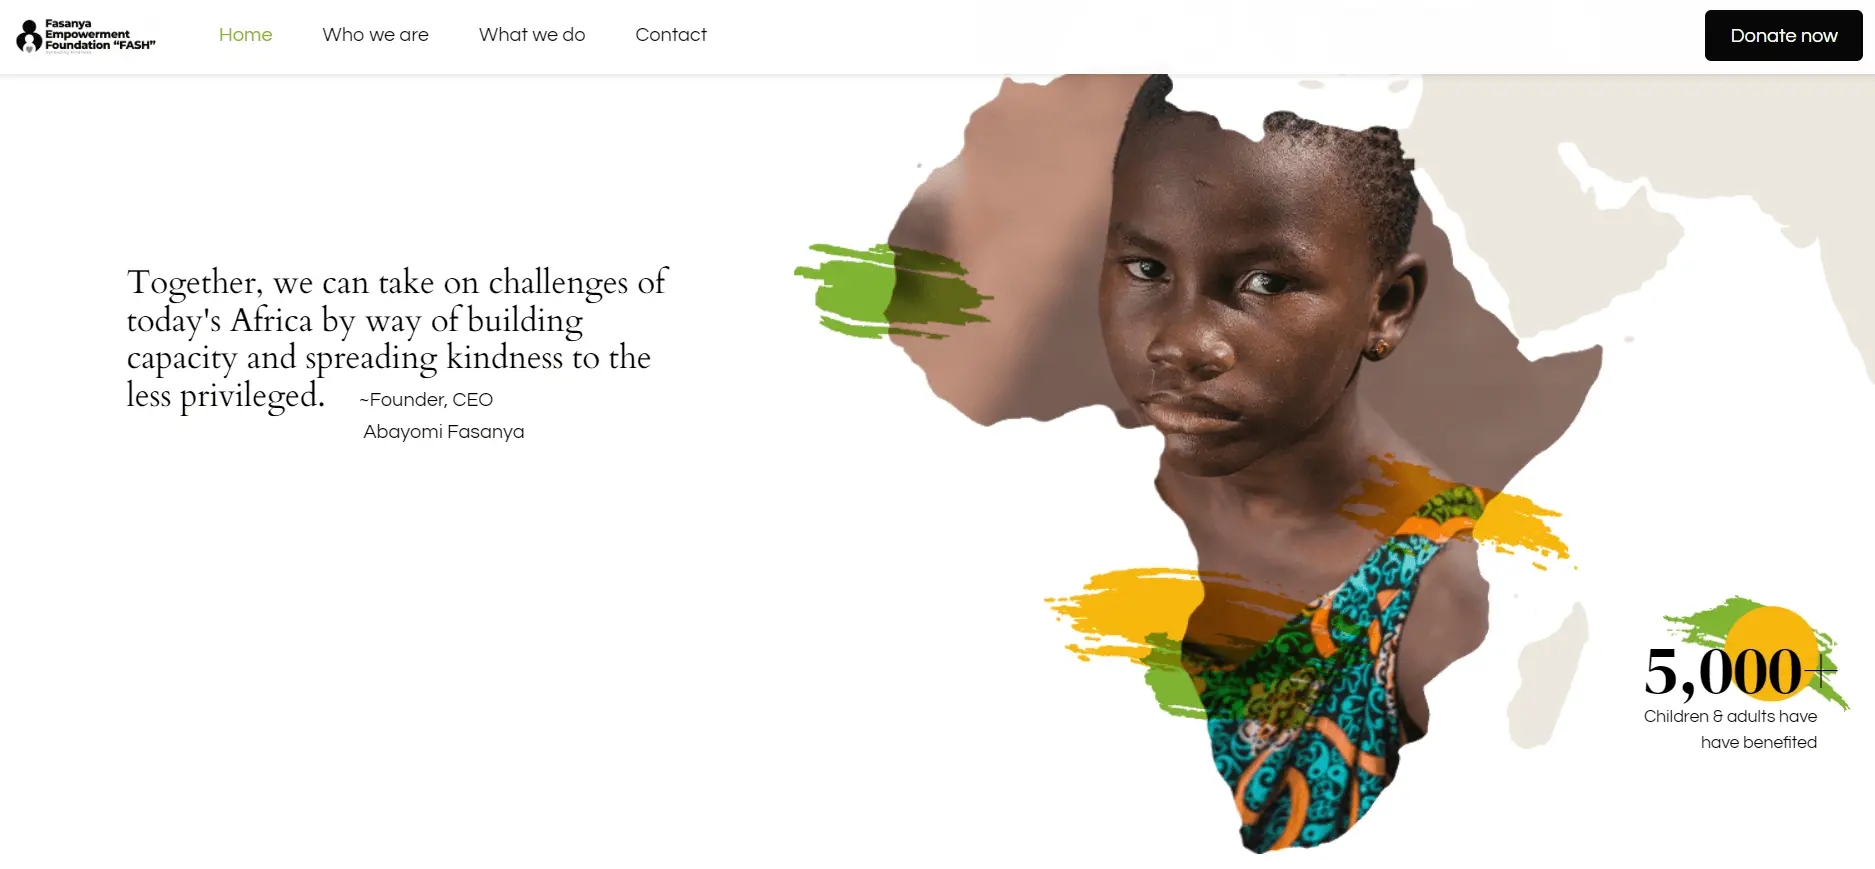 Fasanya
Empowerment
Foundation “FASH”
Home
Who we are
What we do
Contact
Donate now
Together, we can take on challenges of
today's Africa by way of building
capacity and spreading kindness to the
less privileged.
~Founder, CEO
Abayomi Fasanya
5,000+
Children & adults have
have benefited